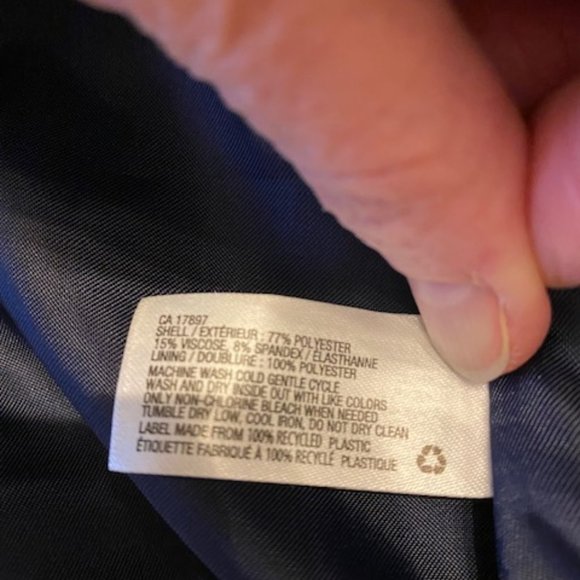 CA 17897
SHELL / EXTÉRIEUR : 77% POLYESTER
15% VISCOSE, 8% SPANDEX / ÉLASTHANNE
LINING / DOUBLURE : 100% POLYESTER
MACHINE WASH COLD GENTLE CYCLE
WASH AND DRY INSIDE OUT WITH LIKE COLORS
ONLY NON-CHLORINE BLEACH WHEN NEEDED
TUMBLE DRY LOW, COOL IRON, DO NOT DRY CLEAN
LABEL MADE FROM 100% RECYCLED PLASTIC
ÉTIQUETTE FABRIQUÉ À 100% RECYCLÉ PLASTIQUE